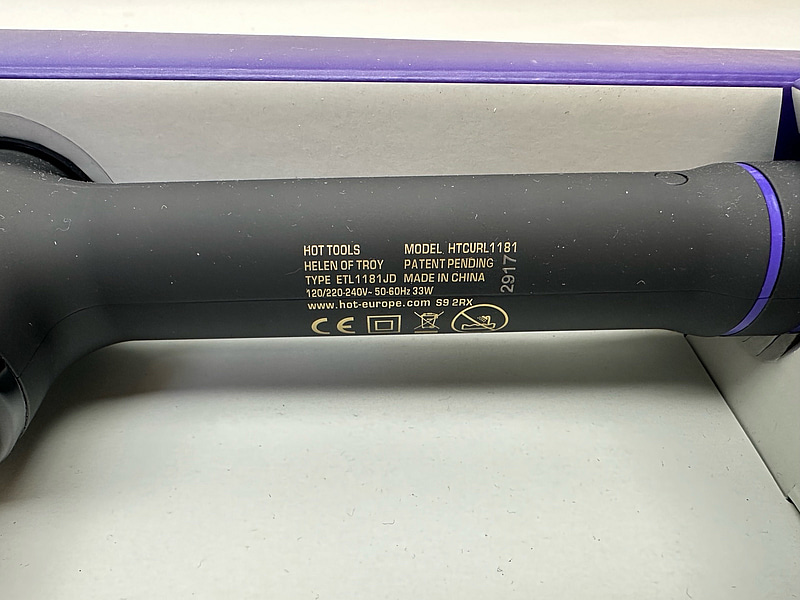 HOT TOOLS MODEL HTCURL1181
HELEN OF TROY PATENT PENDING
TYPE ETL1181JD MADE IN CHINA
120/220-240V~ 50-60Hz 33W
www.hot-europe.com S9 2RX
CE
2917